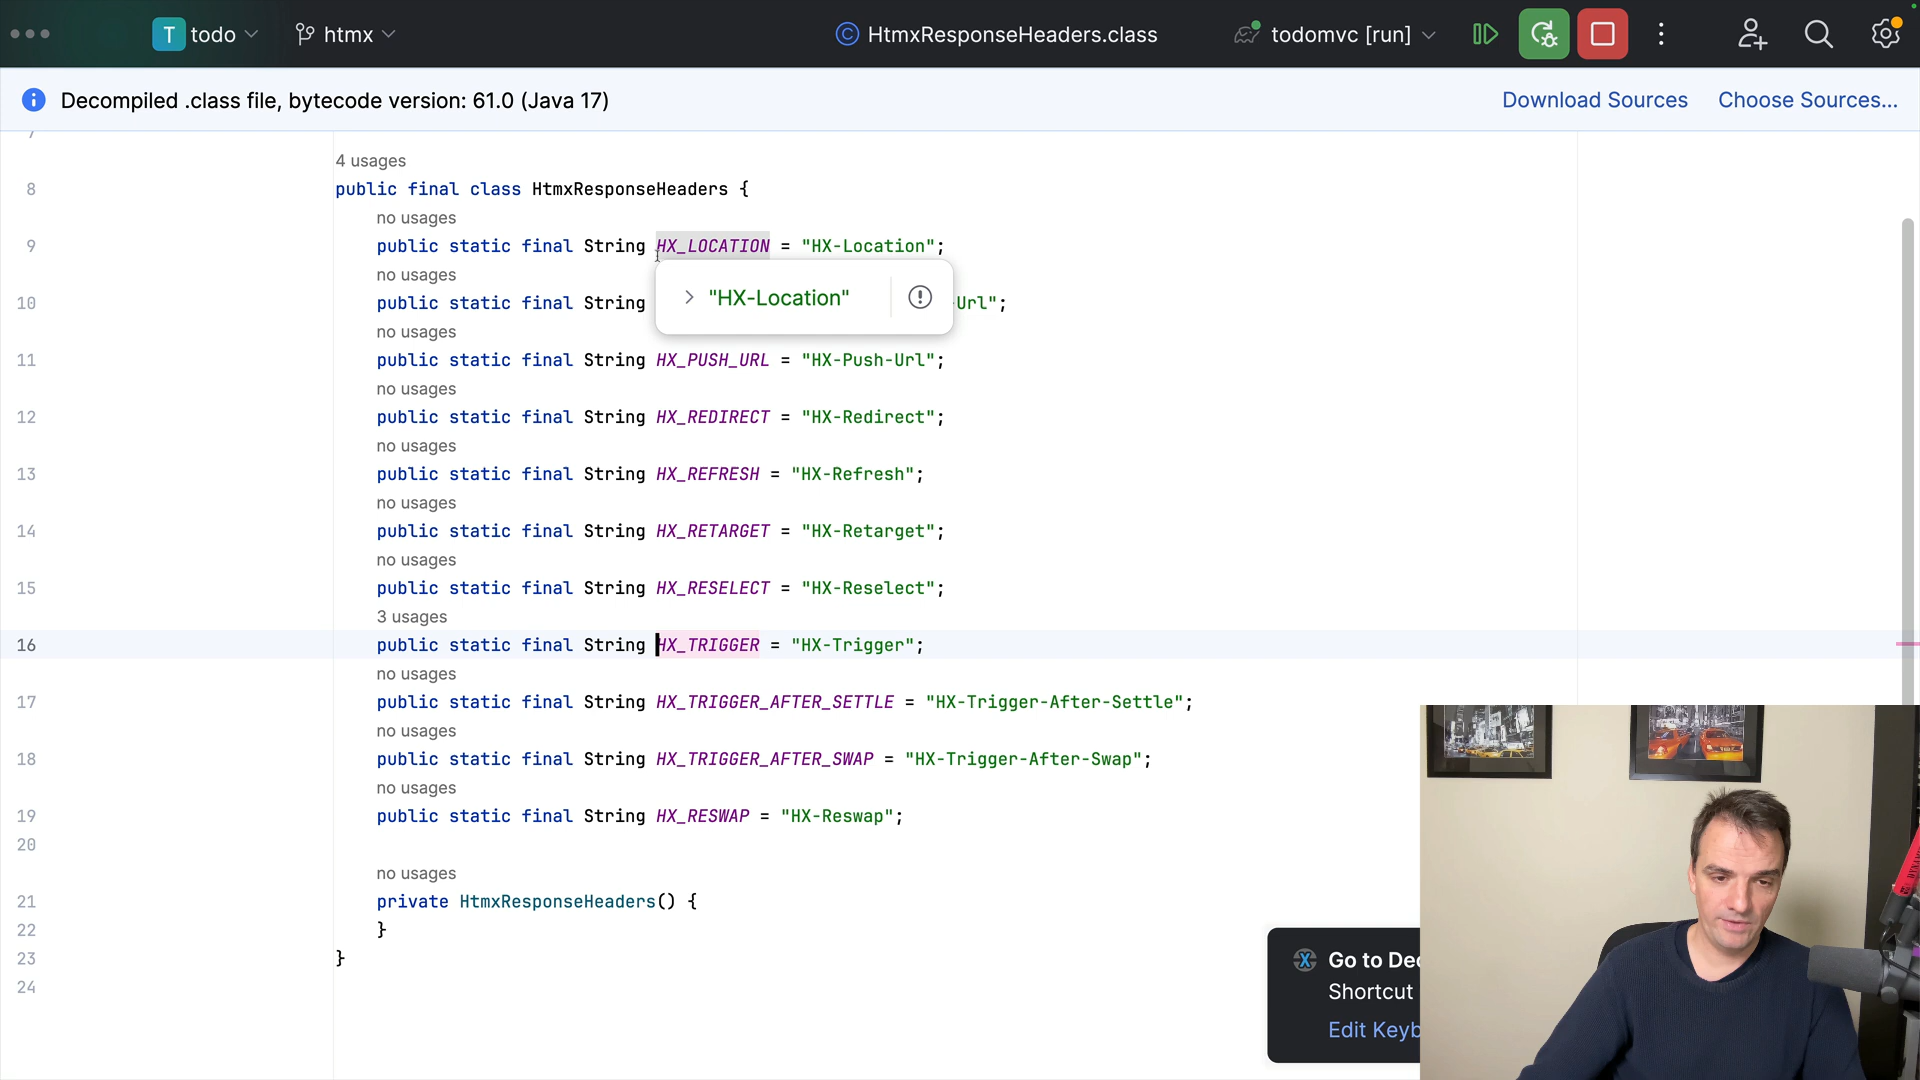 T todo htmx HtmxResponseHeaders.class todomvc [run]
Decompiled .class file, bytecode version: 61.0 (Java 17) Download Sources Choose Sources...
4 usages
8 public final class HtmxResponseHeaders {
no usages
9 public static final String HX_LOCATION = "HX-Location";
no usages
"HX-Location"
10 public static final String -Url";
no usages
11 public static final String HX_PUSH_URL = "HX-Push-Url";
no usages
12 public static final String HX_REDIRECT = "HX-Redirect";
no usages
13 public static final String HX_REFRESH = "HX-Refresh";
no usages
14 public static final String HX_RETARGET = "HX-Retarget";
no usages
15 public static final String HX_RESELECT = "HX-Reselect";
3 usages
16 public static final String HX_TRIGGER = "HX-Trigger";
no usages
17 public static final String HX_TRIGGER_AFTER_SETTLE = "HX-Trigger-After-Settle";
no usages
18 public static final String HX_TRIGGER_AFTER_SWAP = "HX-Trigger-After-Swap";
no usages
19 public static final String HX_RESWAP = "HX-Reswap";
20
no usages
21 private HtmxResponseHeaders() {
22 }
23 }
24
Go to Dec
Shortcut
Edit Keyb